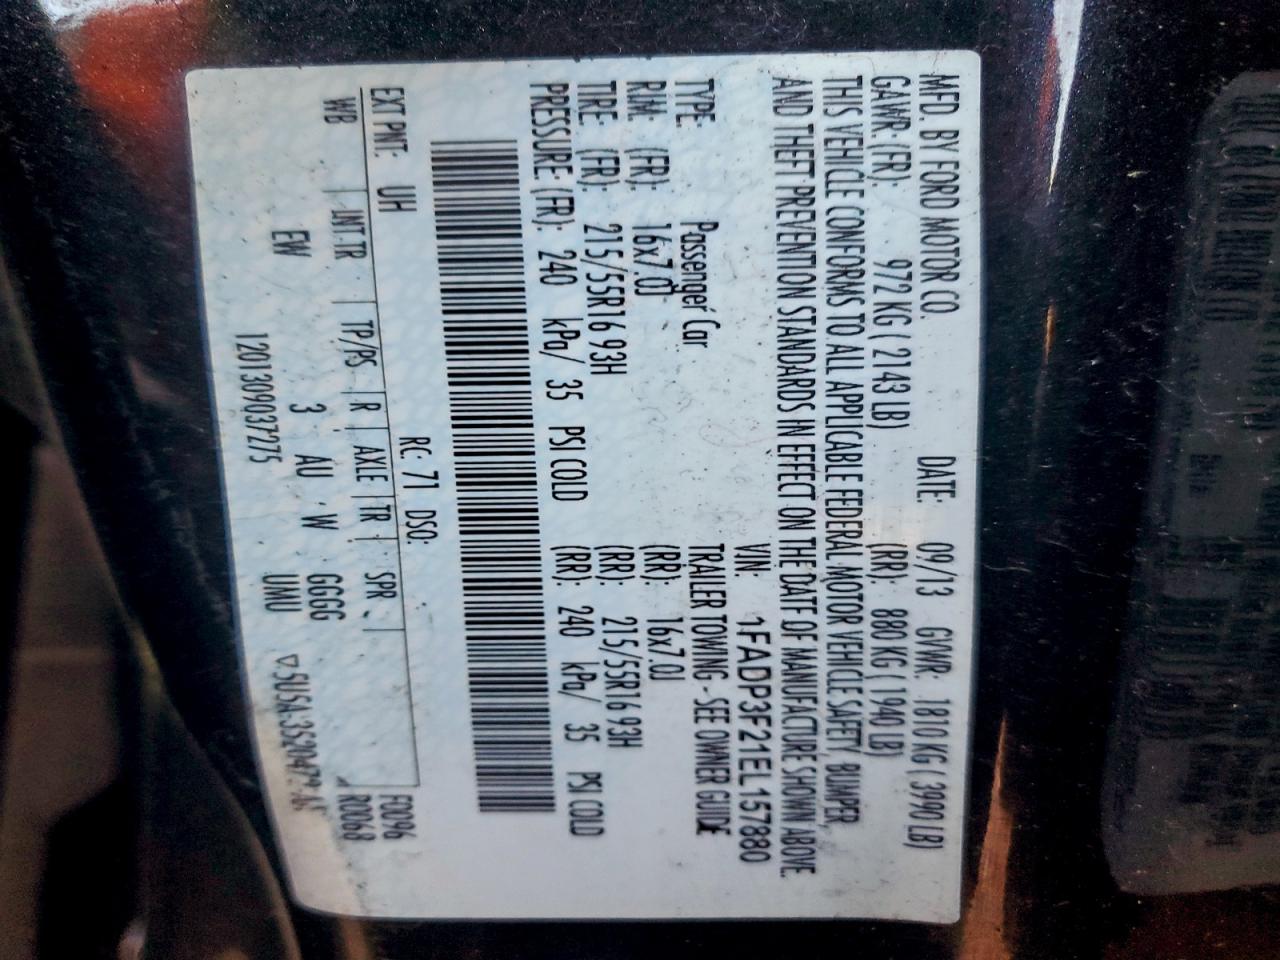 MFD. BY FORD MOTOR CO. DATE: 09/13 GVWR: 1810 KG ( 3990 LB)
GAWR: (FR): 972 KG ( 2143 LB) (RR): 880 KG ( 1940 LB)
THIS VEHICLE CONFORMS TO ALL APPLICABLE FEDERAL MOTOR VEHICLE SAFETY, BUMPER,
AND THEFT PREVENTION STANDARDS IN EFFECT ON THE DATE OF MANUFACTURE SHOWN ABOVE.
VIN: 1FADP3F21EL157880
TYPE: Passenger Car TRAILER TOWING - SEE OWNER GUIDE
RIM: (FR): 16x7.0J (RR): 16x7.0J
TIRE: (FR): 215/55R16 93H (RR): 215/55R16 93H
PRESSURE (FR): 240 kPa/ 35 PSI COLD (RR): 240 kPa/ 35 PSI COLD
RC: 71 DSO: F0096
EXT PNT: UH R0068
WB INT TR TP/PS R AXLE TR SPR
EW 3 AU W GGGG
1201309037275 UMU